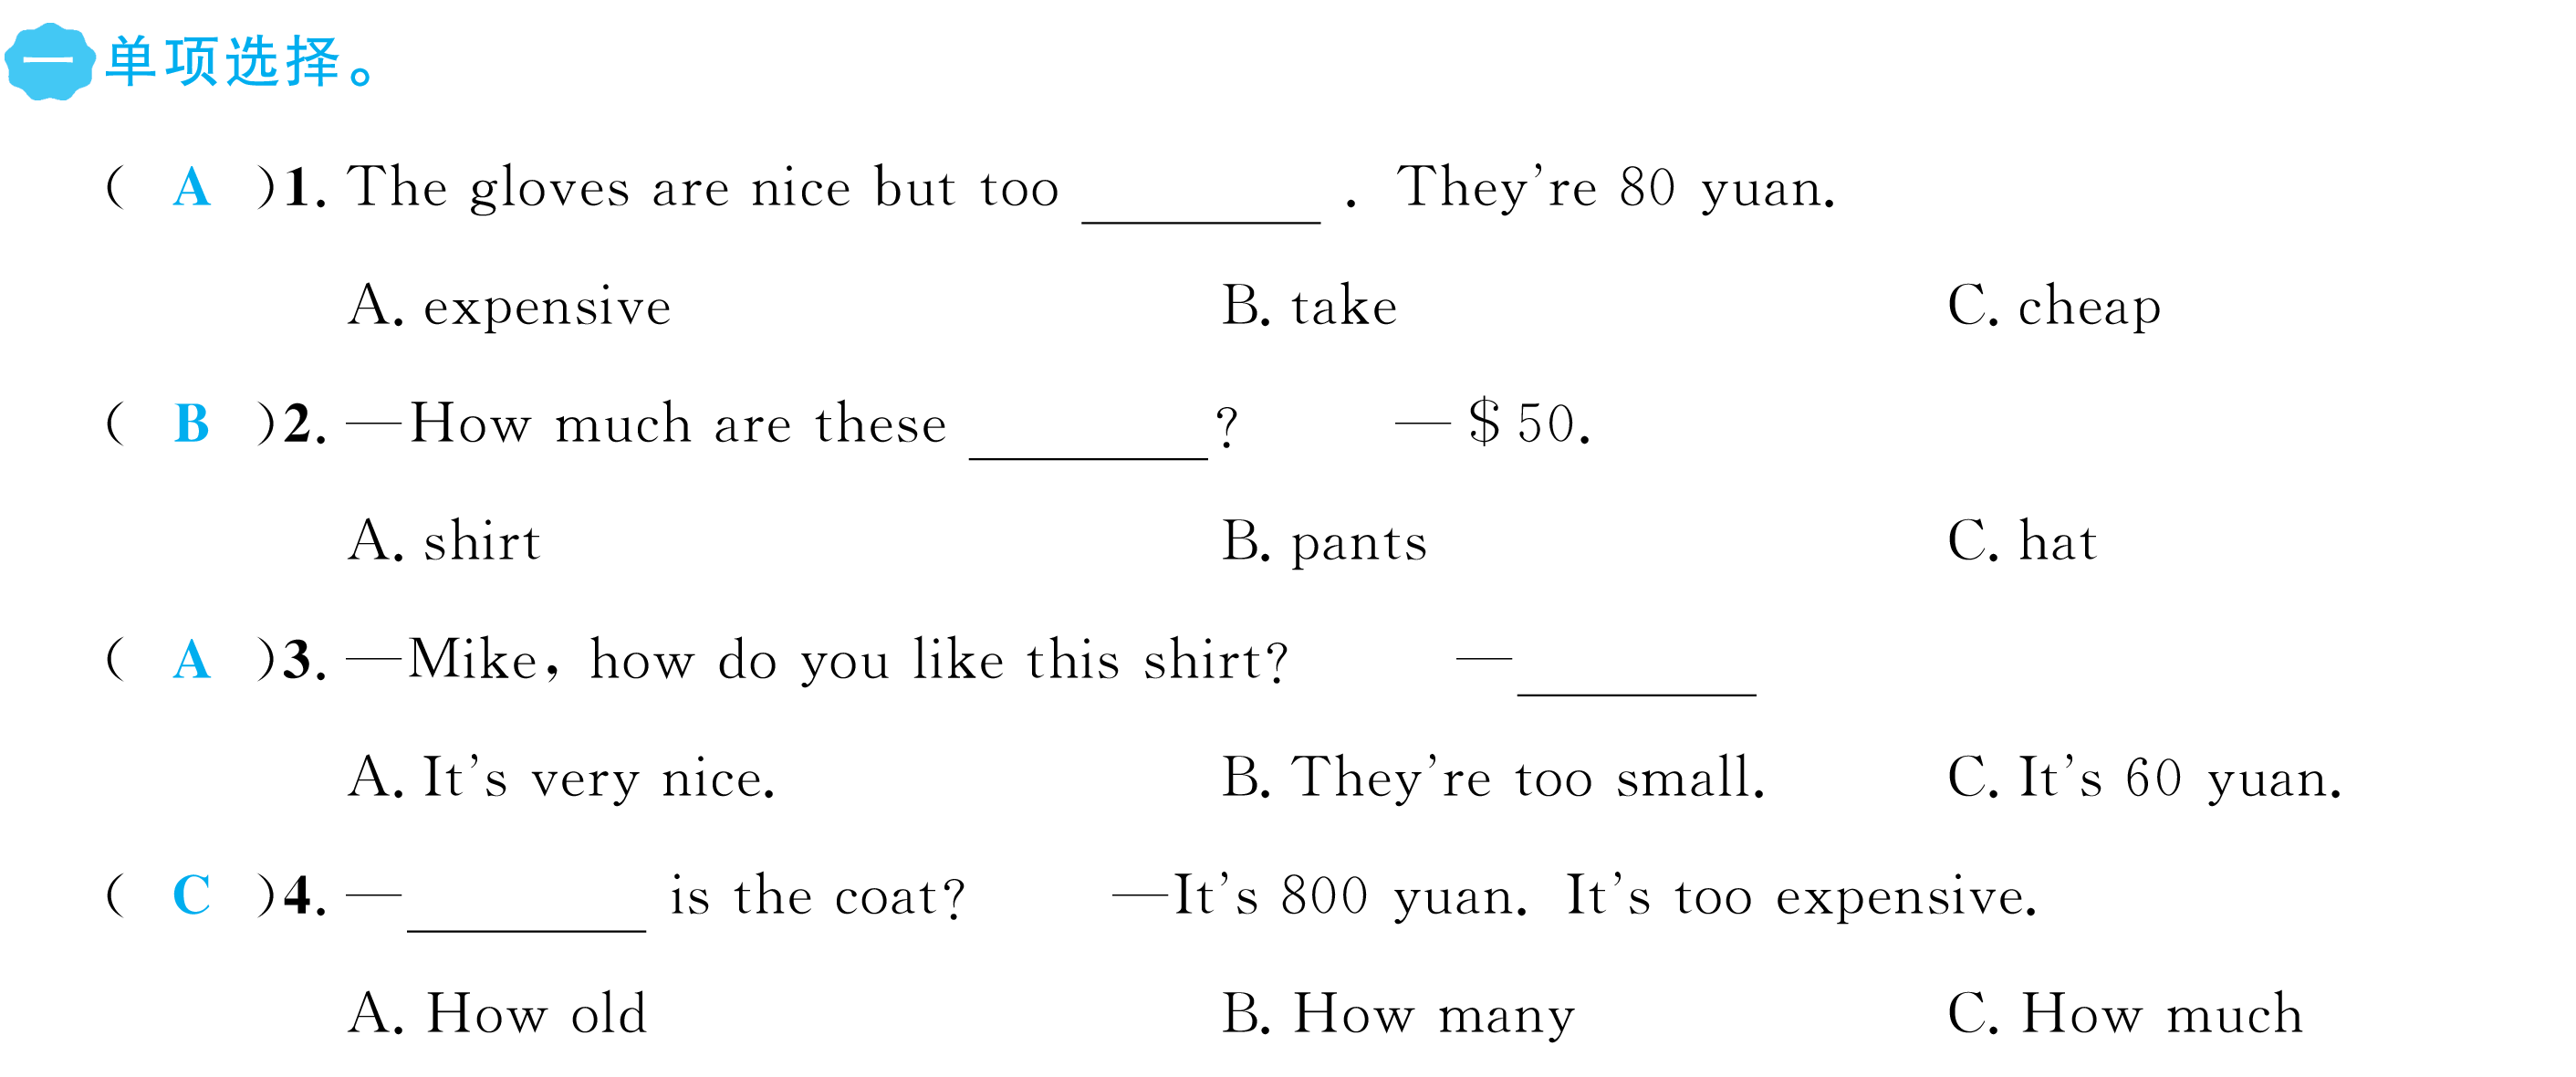 一 单项选择。
( A )1. The gloves are nice but too ________ . They're 80 yuan.
A. expensive B. take C. cheap
( B )2. —How much are these ________? —$50.
A. shirt B. pants C. hat
( A )3. —Mike, how do you like this shirt? —________
A. It's very nice. B. They're too small. C. It's 60 yuan.
( C )4. —________ is the coat? —It's 800 yuan. It's too expensive.
A. How old B. How many C. How much